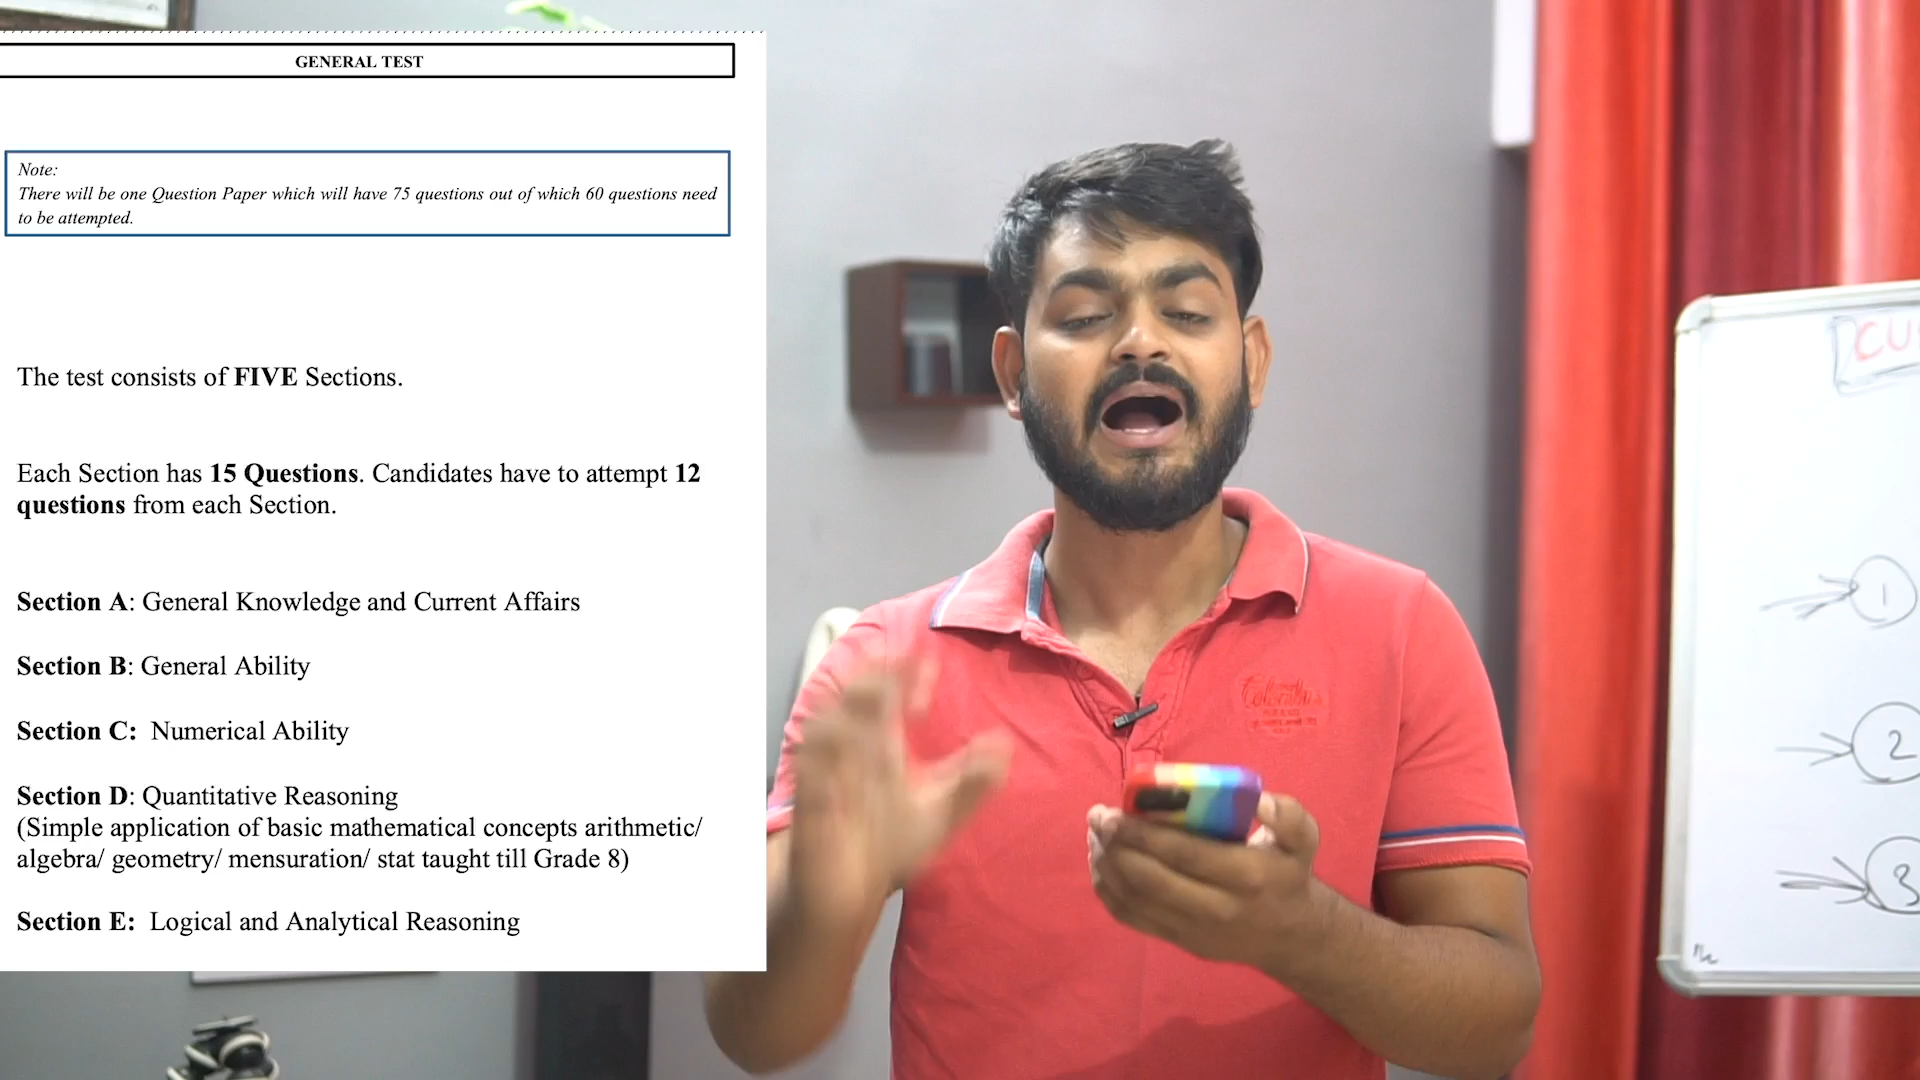 GENERAL TEST
Note:
There will be one Question Paper which will have 75 questions out of which 60 questions need
to be attempted.
The test consists of FIVE Sections.
Each Section has 15 Questions. Candidates have to attempt 12
questions from each Section.
Section A: General Knowledge and Current Affairs
Section B: General Ability
Section C: Numerical Ability
Section D: Quantitative Reasoning
(Simple application of basic mathematical concepts arithmetic/
algebra/ geometry/ mensuration/ stat taught till Grade 8)
Section E: Logical and Analytical Reasoning
CU
1
2
3